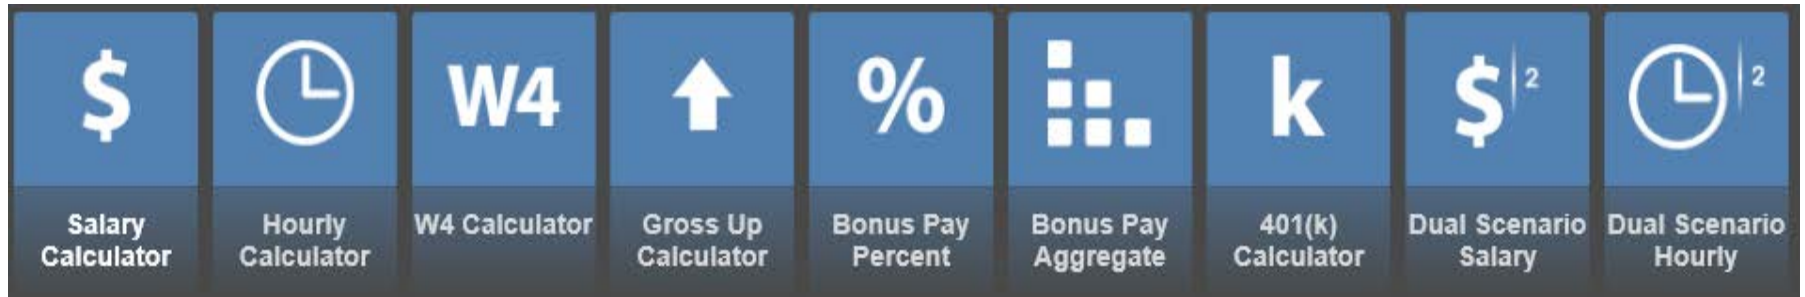 $
W4
%
k
$|2
|2
Salary
Calculator
Hourly
Calculator
W4 Calculator
Gross Up
Calculator
Bonus Pay
Percent
Bonus Pay
Aggregate
401(k)
Calculator
Dual Scenario
Salary
Dual Scenario
Hourly